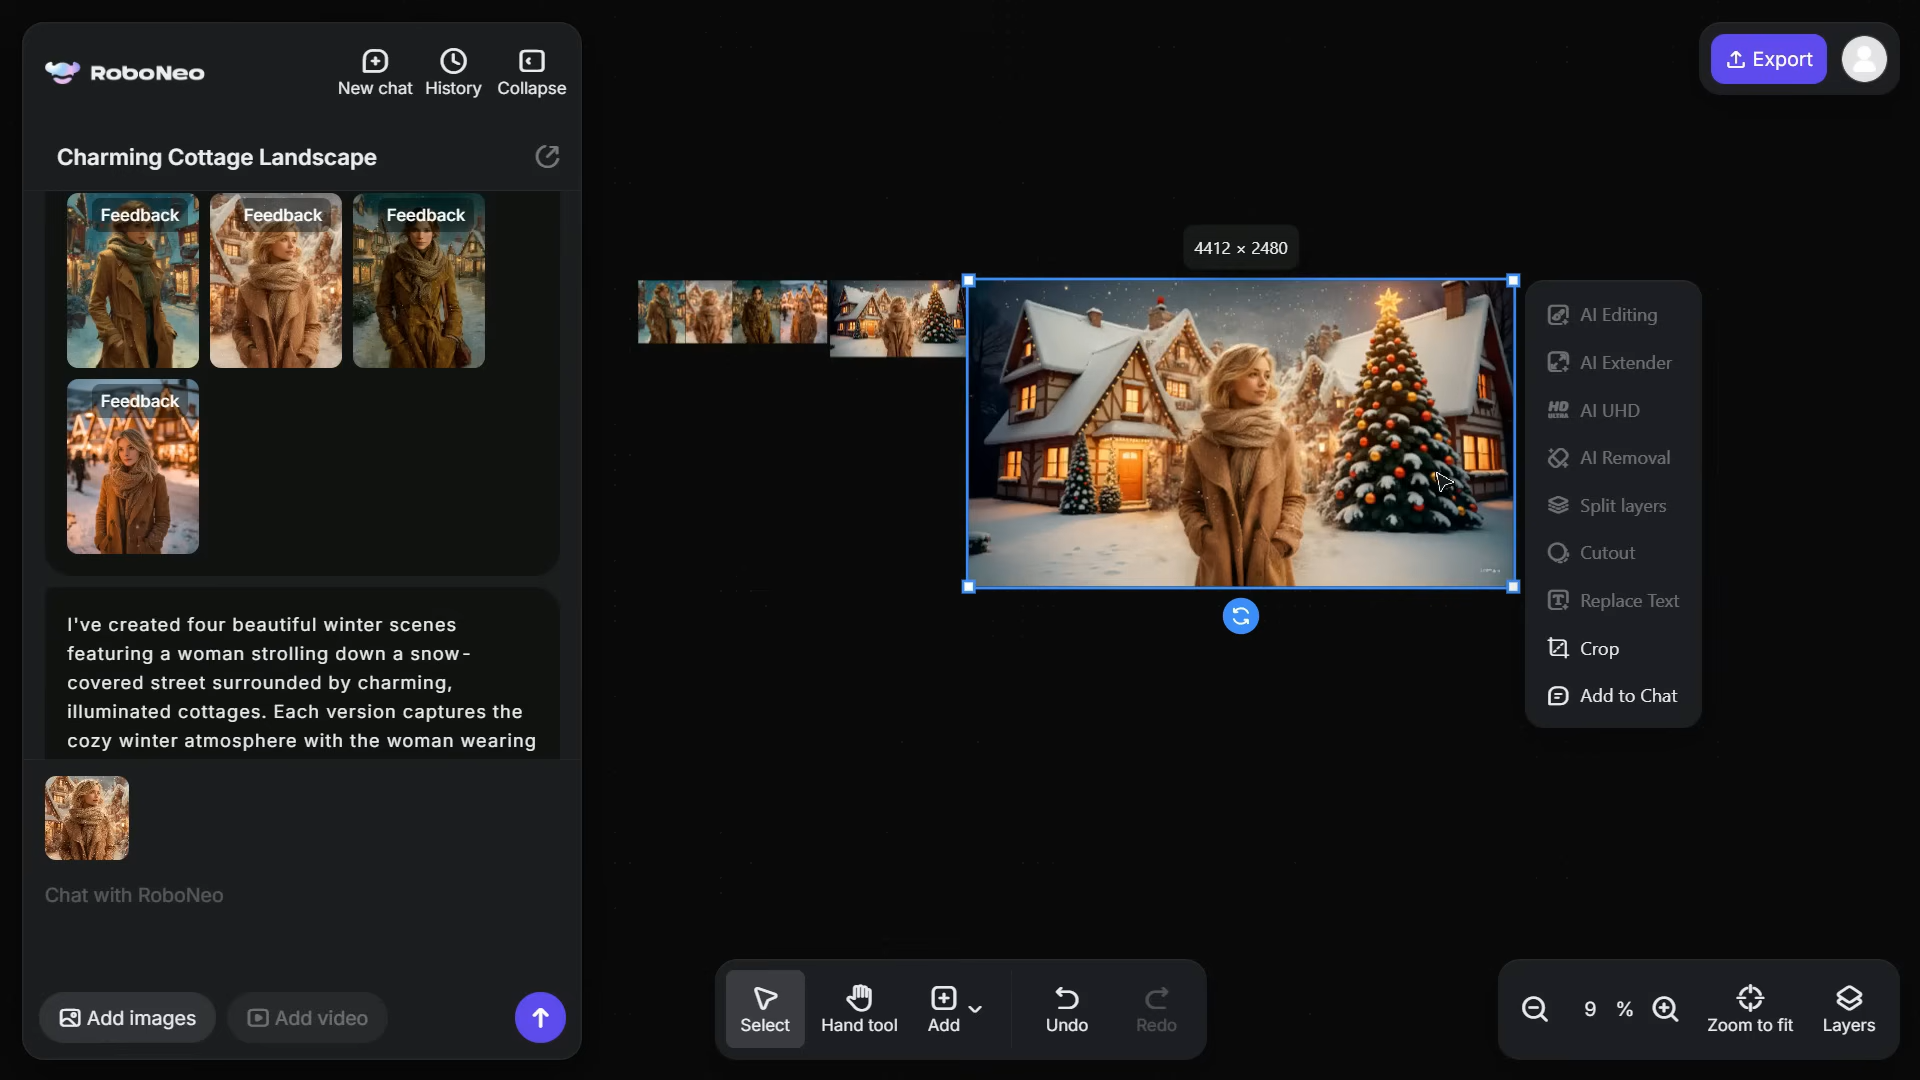 RoboNeo
New chat
History
Collapse
Export
Charming Cottage Landscape
Feedback
Feedback
Feedback
Feedback
I've created four beautiful winter scenes
featuring a woman strolling down a snow-
covered street surrounded by charming,
illuminated cottages. Each version captures the
cozy winter atmosphere with the woman wearing
Chat with RoboNeo
Add images
Add video
4412 × 2480
AI Editing
AI Extender
HD
ULTRA
AI UHD
AI Removal
Split layers
Cutout
Replace Text
Crop
Add to Chat
Select
Hand tool
Add
Undo
Redo
9 %
Zoom to fit
Layers